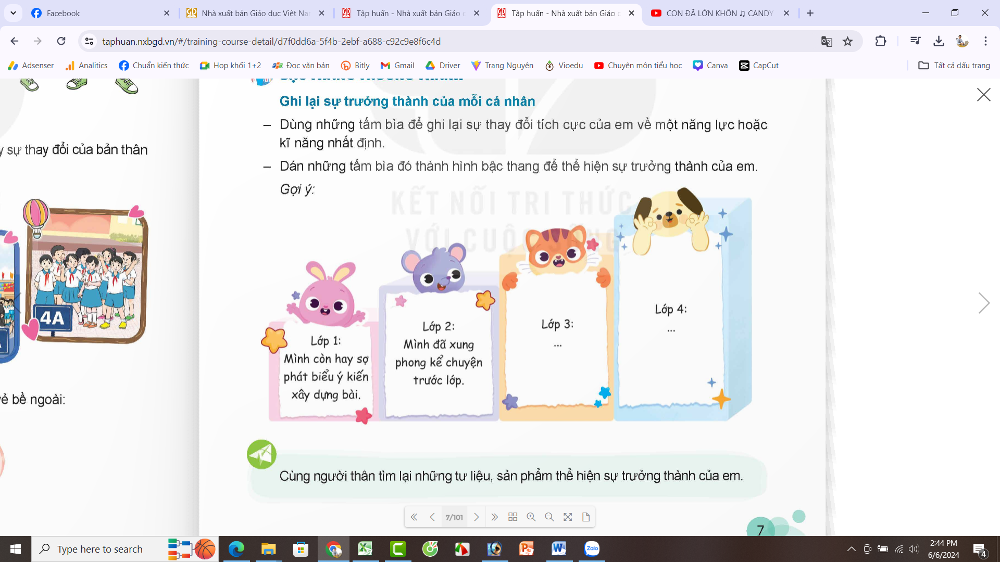 Facebook
Nhà xuất bản Giáo dục Việt Na
Tập huấn - Nhà xuất bản Giáo
Tập huấn - Nhà xuất bản Giáo
CON ĐÃ LỚN KHÔN ♫ CANDY
taphuan.nxbgd.vn/#/training-course-detail/d7f0dd6a-5f4b-2ebf-a688-c92c9e8f6c4d
Adsenser
Analitics
Chuẩn kiến thức
Họp khối 1+2
Đọc văn bản
Bitly
Gmail
Driver
Trạng Nguyên
Vioedu
Chuyên môn tiểu học
Canva
CapCut
Tất cả dấu trang
Ghi lại sự trưởng thành của mỗi cá nhân
– Dùng những tấm bìa để ghi lại sự thay đổi tích cực của em về một năng lực hoặc
kĩ năng nhất định.
– Dán những tấm bìa đó thành hình bậc thang để thể hiện sự trưởng thành của em.
Gợi ý:
KẾT NỐI TRI THỨC
VỚI CUỘC SỐNG
sự thay đổi của bản thân
4A
bề ngoài:
Lớp 1:
Mình còn hay sợ
phát biểu ý kiến
xây dựng bài.
Lớp 2:
Mình đã xung
phong kể chuyện
trước lớp.
Lớp 3:
...
Lớp 4:
...
Cùng người thân tìm lại những tư liệu, sản phẩm thể hiện sự trưởng thành của em.
7/101
7
Type here to search
Zalo
2:44 PM
6/6/2024
4